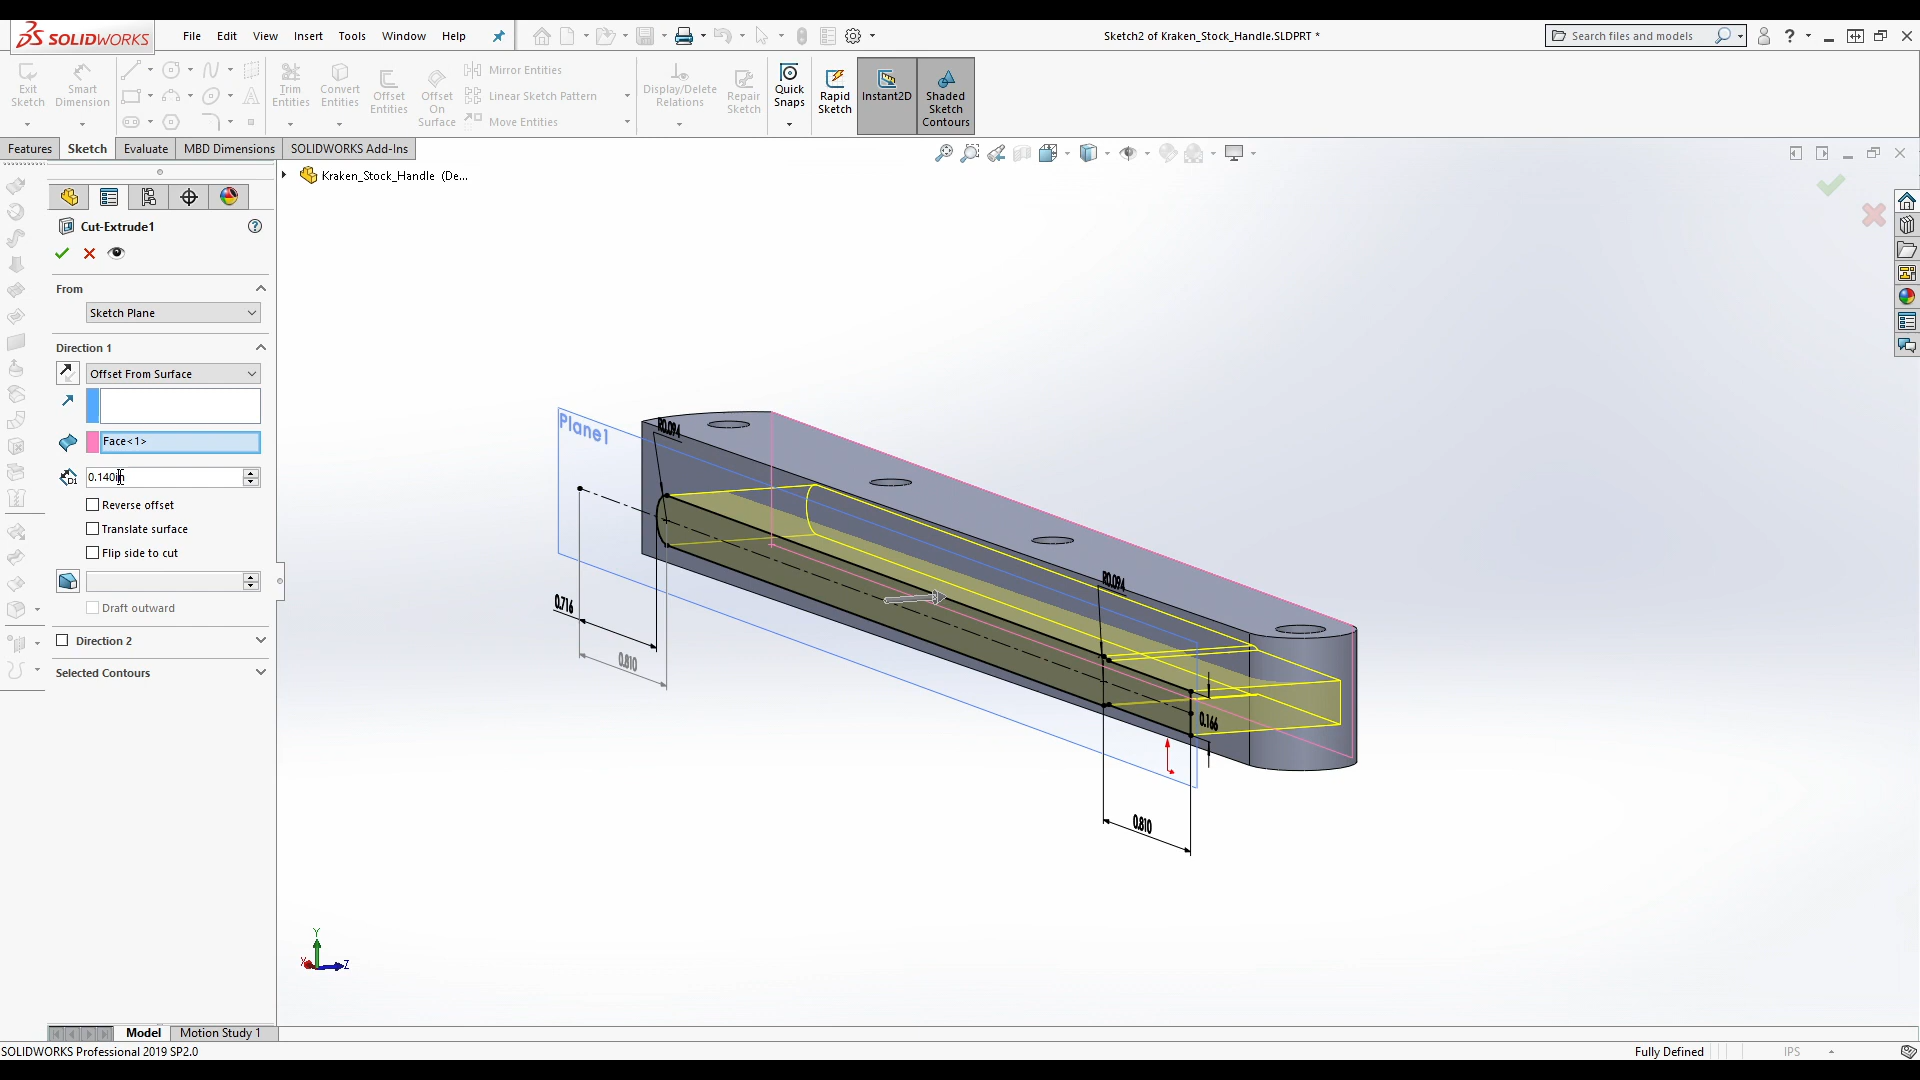 SOLIDWORKS
File Edit View Insert Tools Window Help
Sketch2 of Kraken_Stock_Handle.SLDPRT *
Search files and models
Exit Sketch
Smart Dimension
Trim Entities
Convert Entities
Offset Entities
Offset On Surface
Mirror Entities
Linear Sketch Pattern
Move Entities
Display/Delete Relations
Repair Sketch
Quick Snaps
Rapid Sketch
Instant2D
Shaded Sketch Contours
Features Sketch Evaluate MBD Dimensions SOLIDWORKS Add-Ins
Kraken_Stock_Handle (De...
Cut-Extrude1
From
Sketch Plane
Direction 1
Offset From Surface
Face<1>
D1
0.140in
Reverse offset
Translate surface
Flip side to cut
Draft outward
Direction 2
Selected Contours
Plane1
R0.094
R0.094
0.716
0.810
0.166
0.810
Y
X
Z
Model Motion Study 1
SOLIDWORKS Professional 2019 SP2.0
Fully Defined
IPS